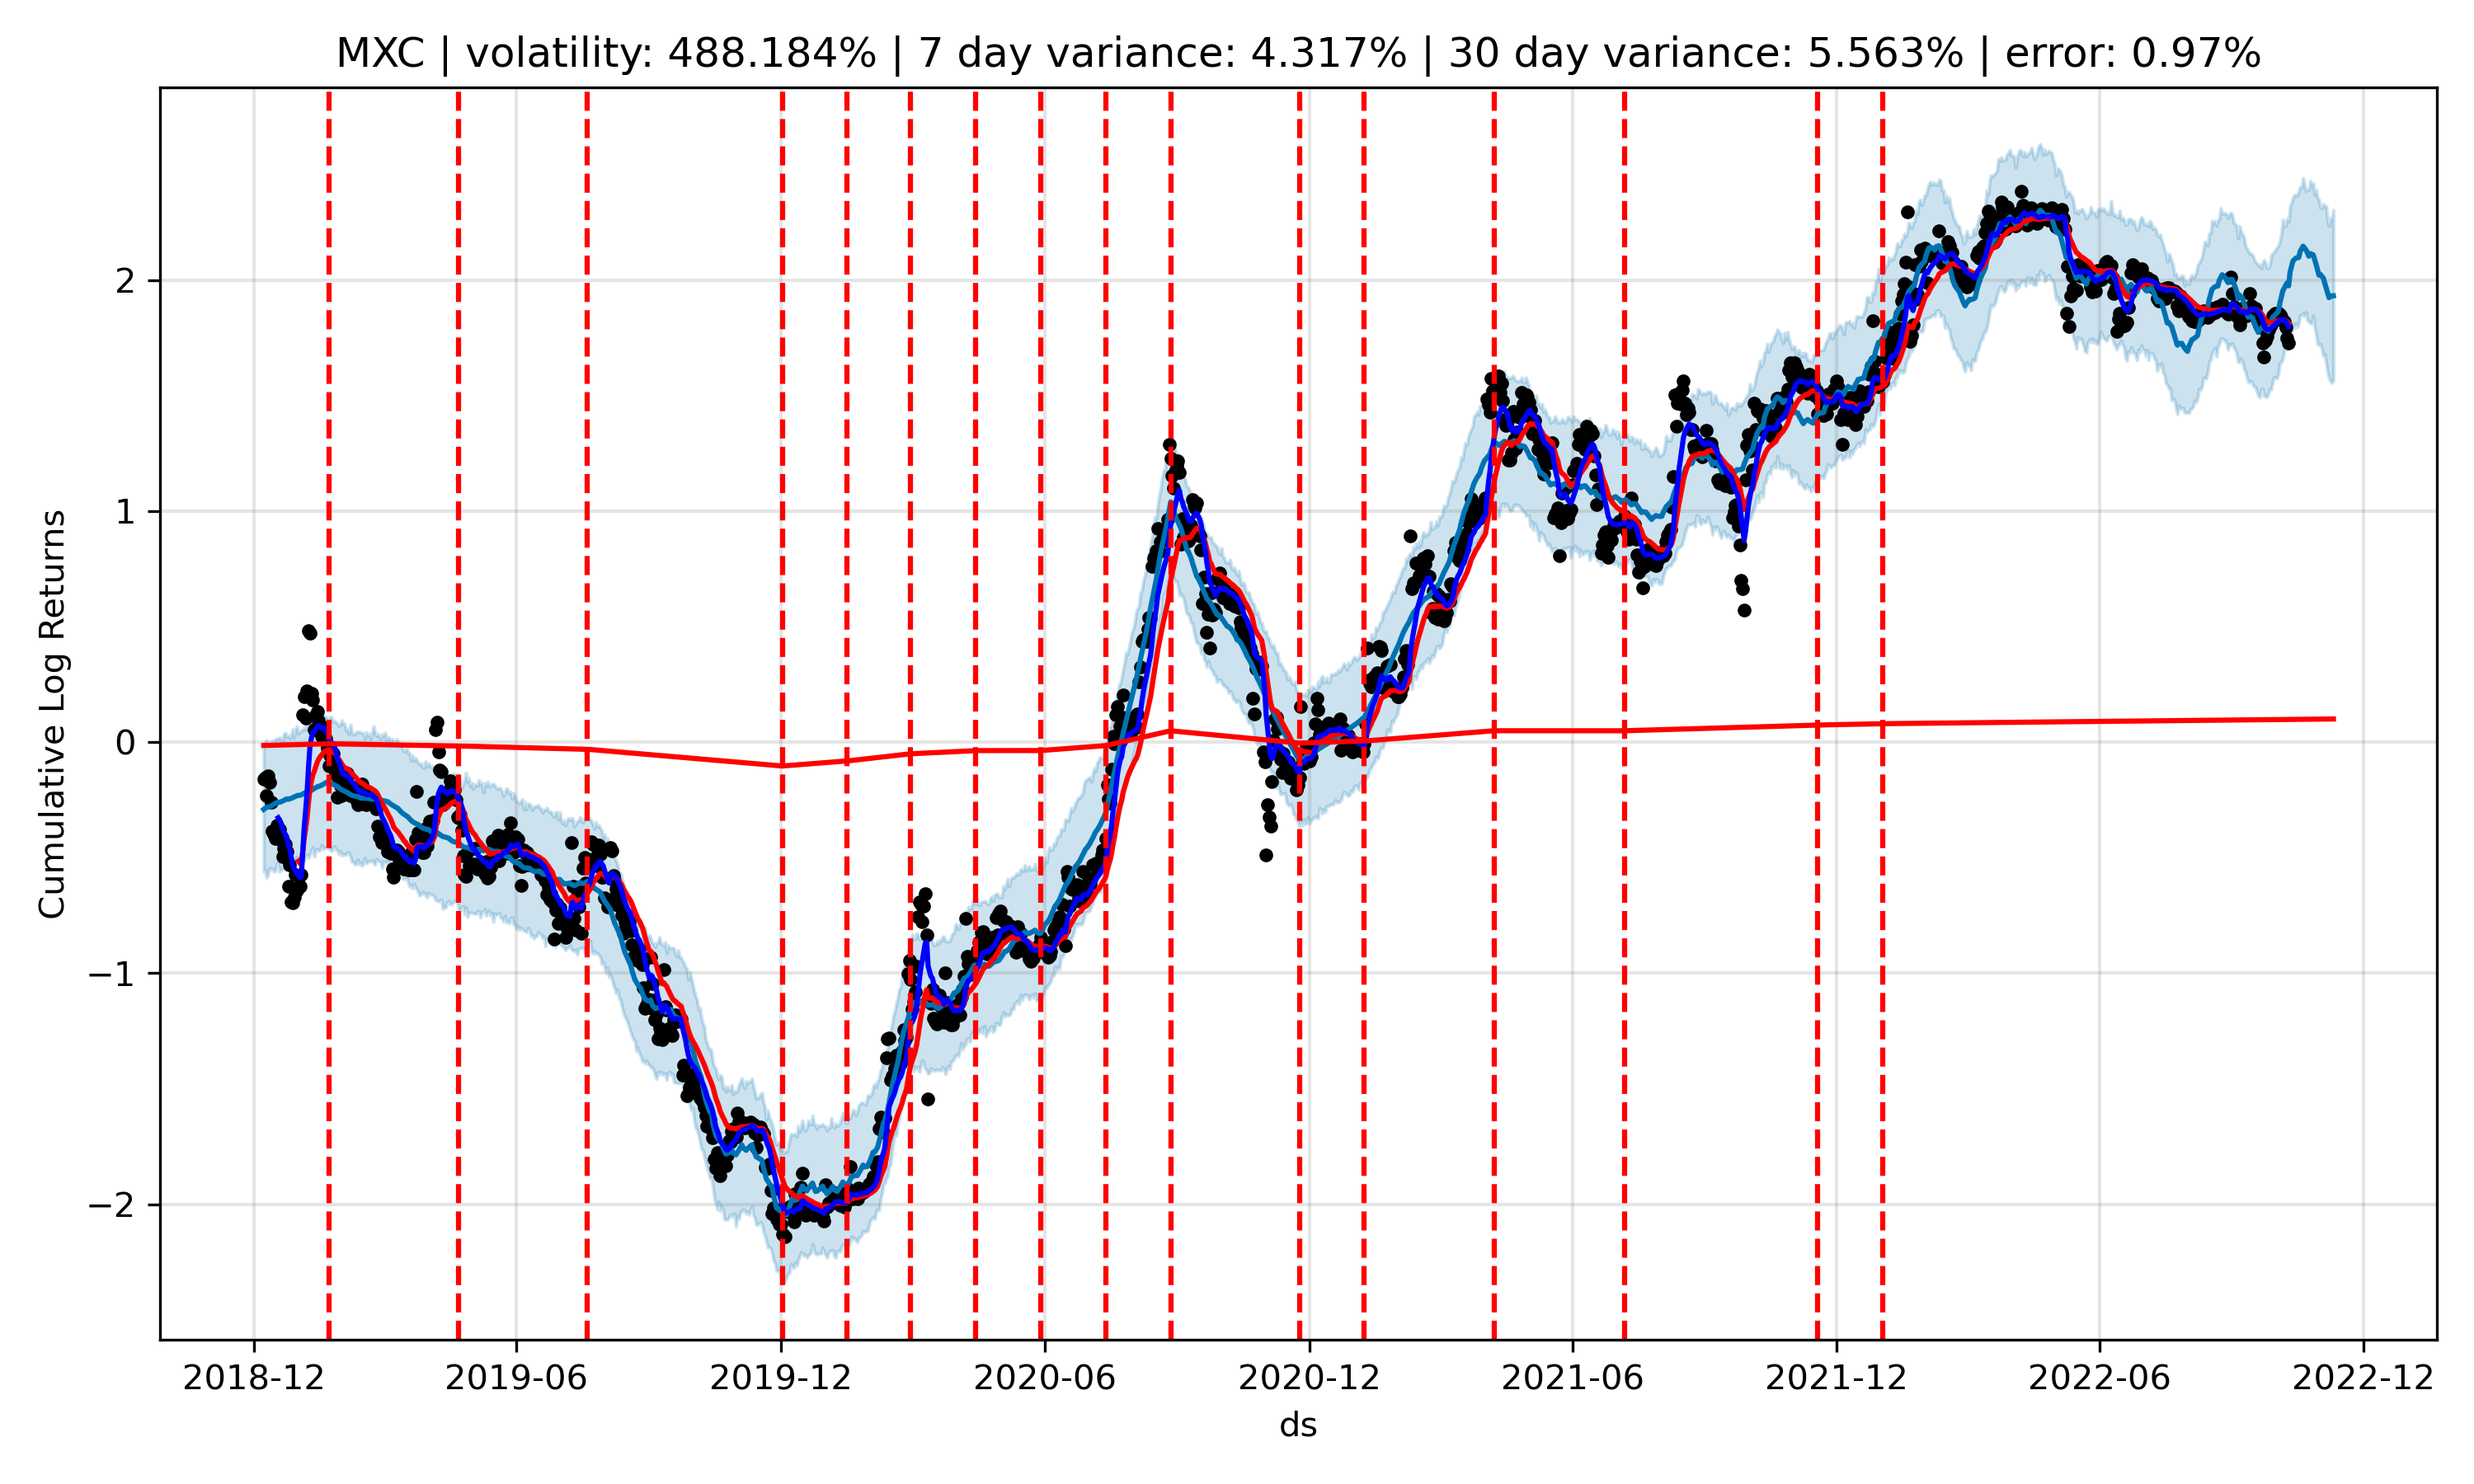 MXC | volatility: 488.184% | 7 day variance: 4.317% | 30 day variance: 5.563% | error: 0.97%
Cumulative Log Returns
2
1
0
−1
−2
2018-12 2019-06 2019-12 2020-06 2020-12 2021-06 2021-12 2022-06 2022-12
ds